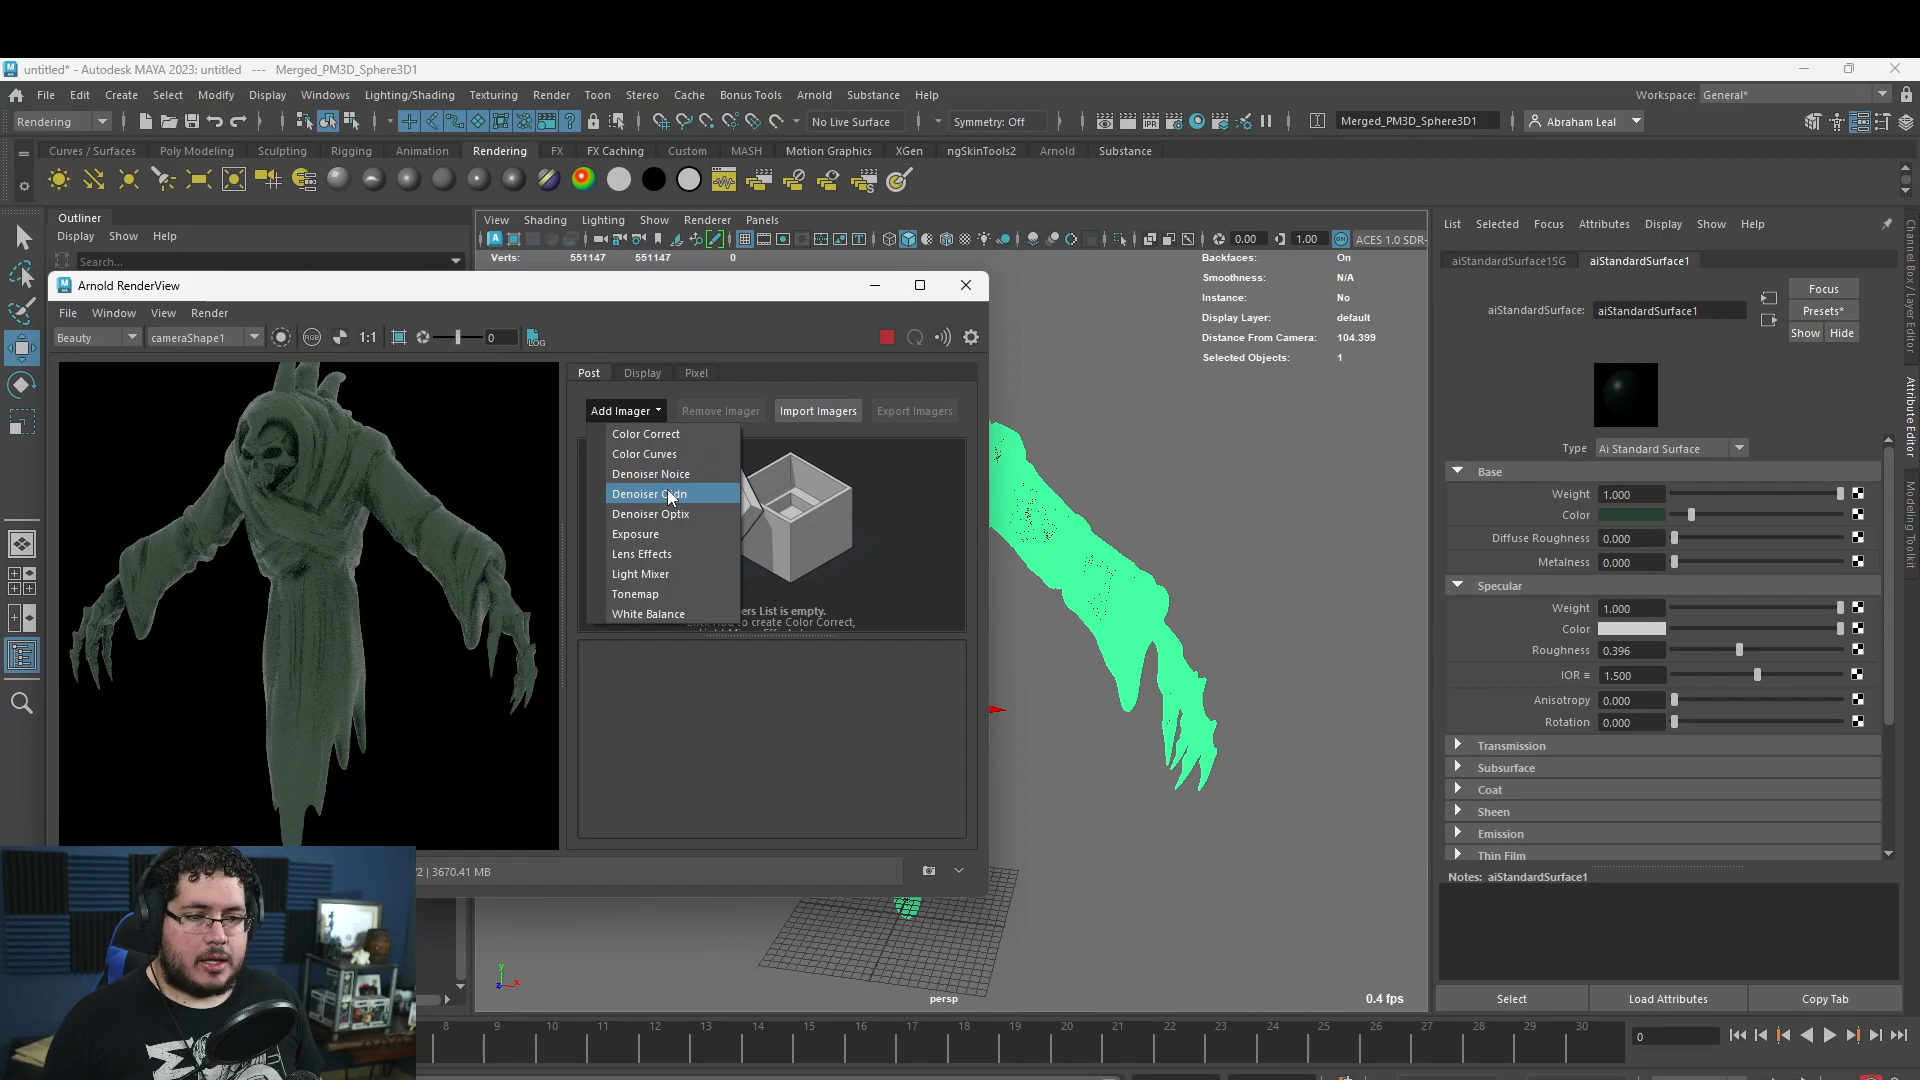 untitled* - Autodesk MAYA 2023: untitled --- Merged_PM3D_Sphere3D1
File Edit Create Select Modify Display Windows Lighting/Shading Texturing Render Toon Stereo Cache Bonus Tools Arnold Substance Help
Workspace: General*
Rendering
No Live Surface
Symmetry: Off
Merged_PM3D_Sphere3D1
Abraham Leal
Curves / Surfaces Poly Modeling Sculpting Rigging Animation Rendering FX FX Caching Custom MASH Motion Graphics XGen ngSkinTools2 Arnold Substance
IPR
Outliner
Display Show Help
Search...
View Shading Lighting Show Renderer Panels
0.00 1.00 ACES 1.0 SDR-
Verts: 551147 551147 0
Backfaces: On
Smoothness: N/A
Instance: No
Display Layer: default
Distance From Camera: 104.399
Selected Objects: 1
Arnold RenderView
File Window View Render
Beauty cameraShape1 RGB 1:1 0 LOG
Post Display Pixel
Add Imager Remove Imager Import Imagers Export Imagers
Color Correct
Color Curves
Denoiser Noice
Denoiser Oidn
Denoiser Optix
Exposure
Lens Effects
Light Mixer
Tonemap
White Balance
ers List is empty.
to create Color Correct,
2 | 3670.41 MB
persp
0.4 fps
y
z x
List Selected Focus Attributes Display Show Help
aiStandardSurface1SG aiStandardSurface1
Focus
aiStandardSurface: aiStandardSurface1
Presets*
Show Hide
Type Ai Standard Surface
Base
Weight 1.000
Color
Diffuse Roughness 0.000
Metalness 0.000
Specular
Weight 1.000
Color
Roughness 0.396
IOR 1.500
Anisotropy 0.000
Rotation 0.000
Transmission
Subsurface
Coat
Sheen
Emission
Thin Film
Notes: aiStandardSurface1
Select Load Attributes Copy Tab
Channel Box / Layer Editor
Attribute Editor
Modeling Toolkit
8 9 10 11 12 13 14 15 16 17 18 19 20 21 22 23 24 25 26 27 28 29 30
0